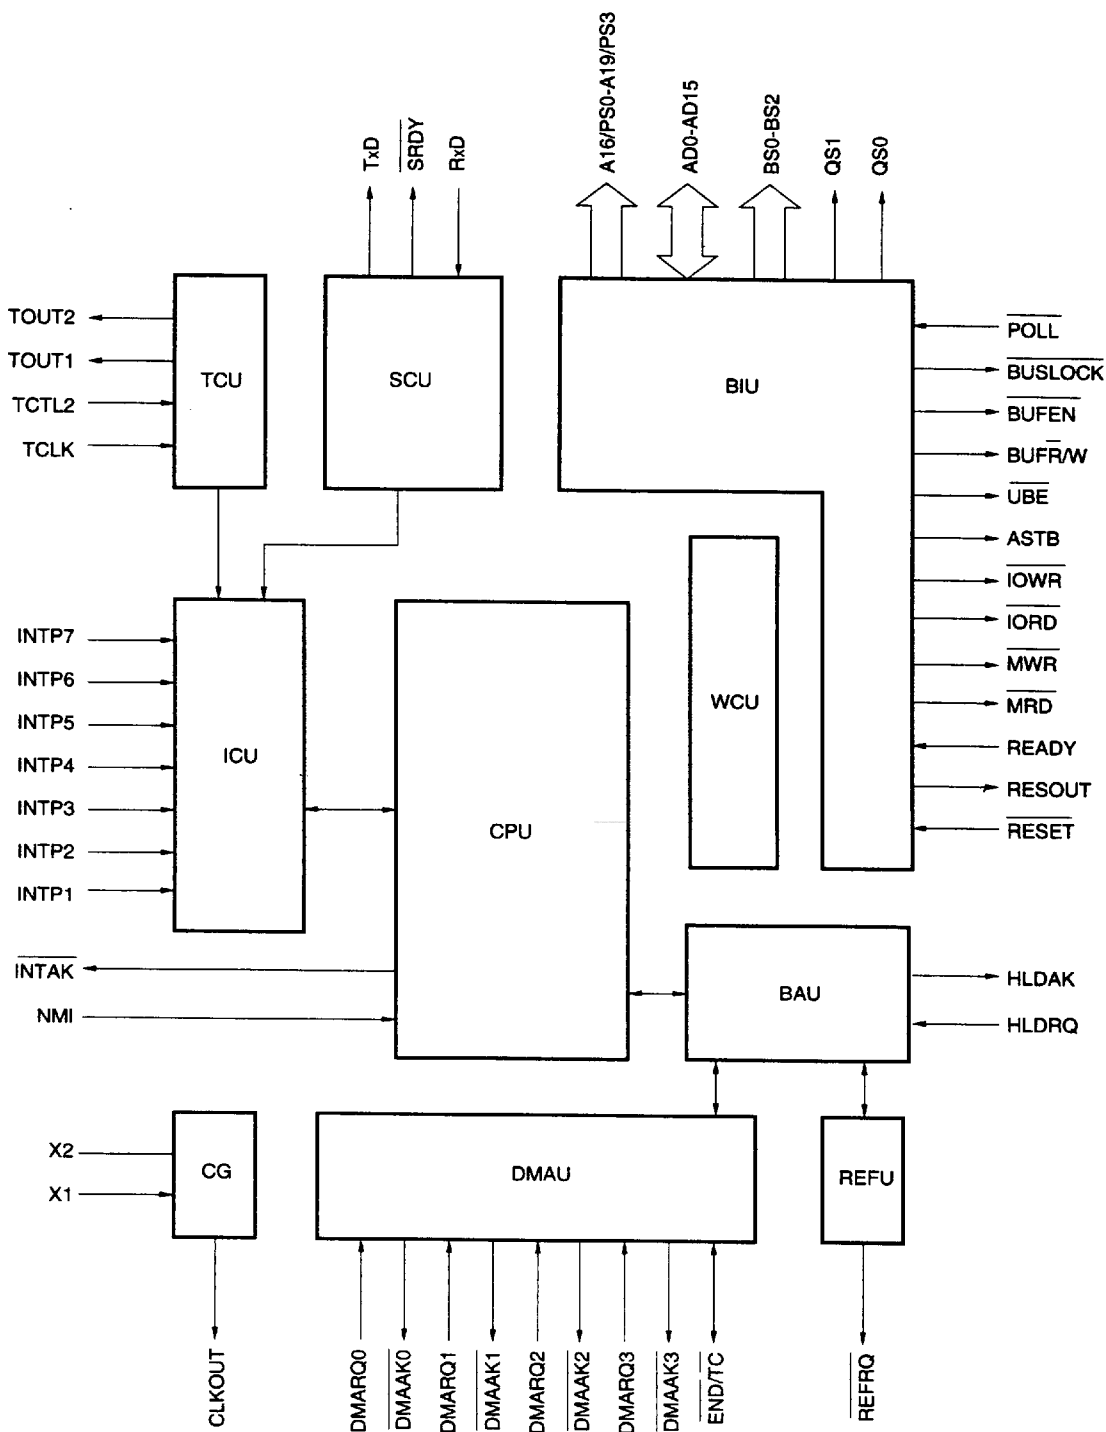 A16/PS0-A19/PS3
AD0-AD15
BS0-BS2
QS1
QS0
TxD
SRDY
RxD
TOUT2
TOUT1
TCTL2
TCLK
TCU
SCU
BIU
POLL
BUSLOCK
BUFEN
BUFR/W
UBE
ASTB
IOWR
IORD
MWR
MRD
READY
RESOUT
RESET
WCU
INTP7
INTP6
INTP5
INTP4
INTP3
INTP2
INTP1
ICU
CPU
INTAK
NMI
BAU
HLDAK
HLDRQ
X2
X1
CG
DMAU
REFU
CLKOUT
DMARQ0
DMAAK0
DMARQ1
DMAAK1
DMARQ2
DMAAK2
DMARQ3
DMAAK3
END/TC
REFRQ